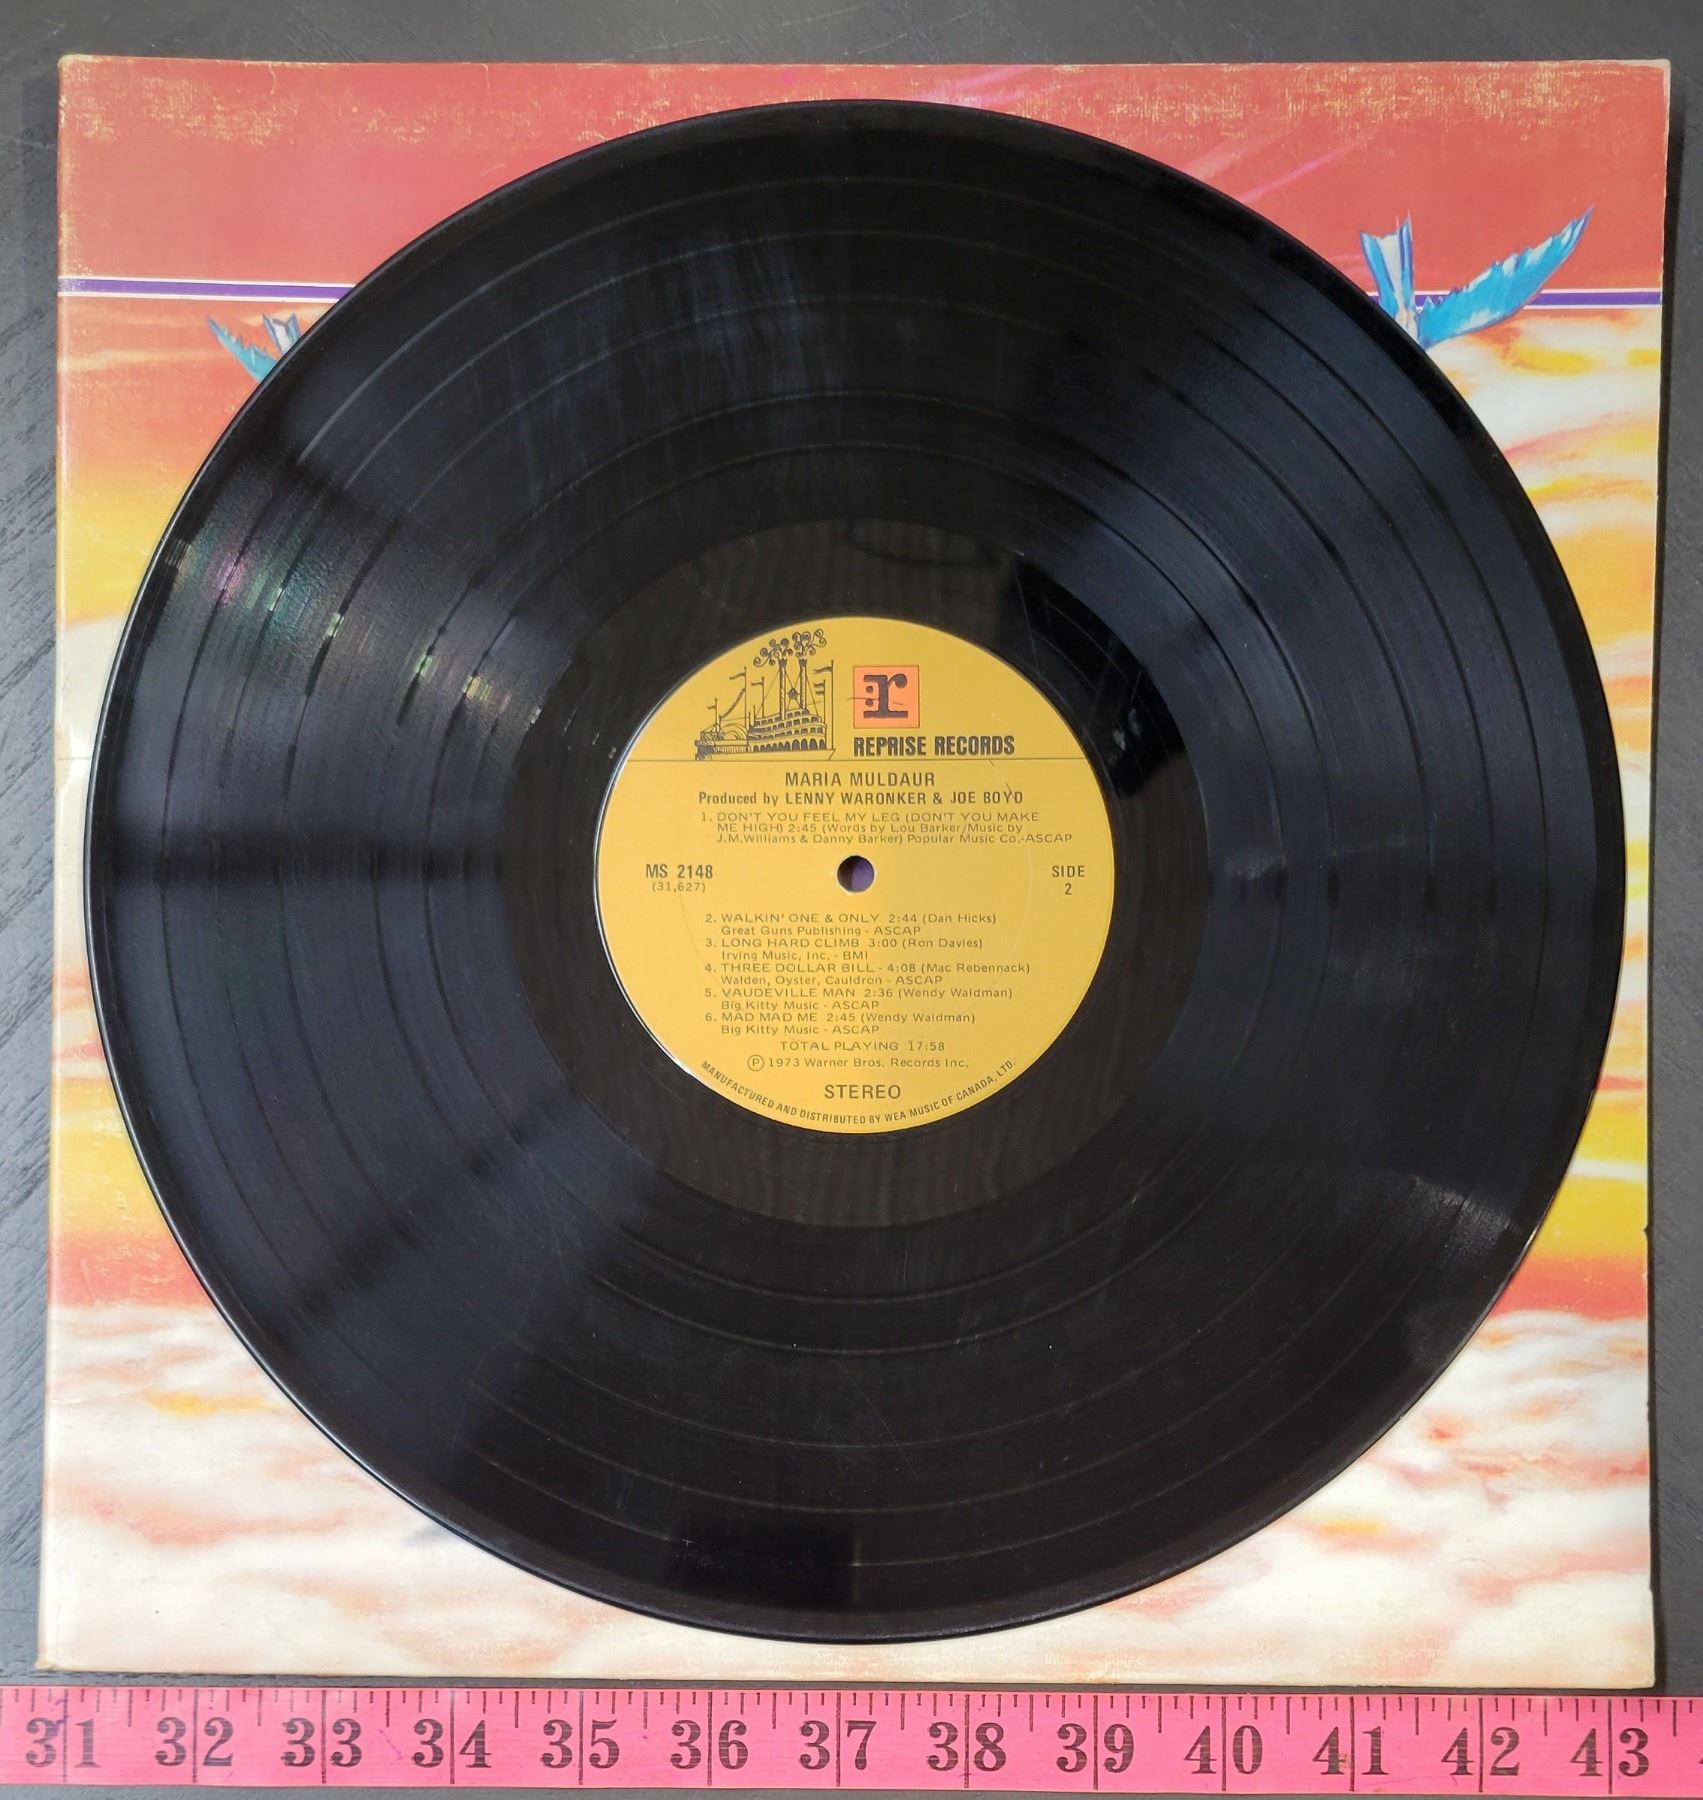 r
REPRISE RECORDS
MARIA MULDAUR
Produced by LENNY WARONKER & JOE BOYD
1. DON'T YOU FEEL MY LEG (DON'T YOU MAKE
ME HIGH) 2:45 (Words by Lou Barker/Music by
J.M.Williams & Danny Barker) Popular Music Co.-ASCAP
MS 2148
(31,627)
SIDE
2
2. WALKIN' ONE & ONLY 2:44 (Dan Hicks)
Great Guns Publishing - ASCAP
3. LONG HARD CLIMB 3:00 (Ron Davies)
Irving Music, Inc. - BMI
4. THREE DOLLAR BILL - 4:08 (Mac Rebennack)
Walden, Oyster, Cauldron - ASCAP
5. VAUDEVILLE MAN 2:36 (Wendy Waldman)
Big Kitty Music - ASCAP
6. MAD MAD ME 2:45 (Wendy Waldman)
Big Kitty Music - ASCAP
TOTAL PLAYING 17:58
Ⓟ 1973 Warner Bros. Records Inc.
STEREO
MANUFACTURED AND DISTRIBUTED BY WEA MUSIC OF CANADA, LTD.
31 32 33 34 35 36 37 38 39 40 41 42 43